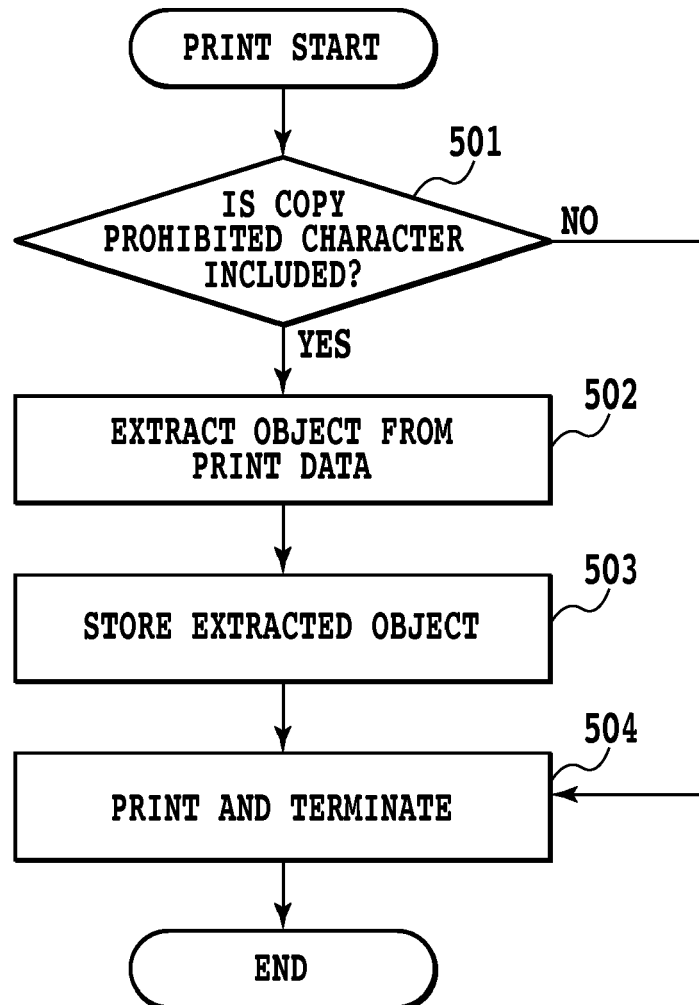 PRINT START
501
IS COPY
PROHIBITED CHARACTER
INCLUDED?
NO
YES
502
EXTRACT OBJECT FROM
PRINT DATA
503
STORE EXTRACTED OBJECT
504
PRINT AND TERMINATE
END